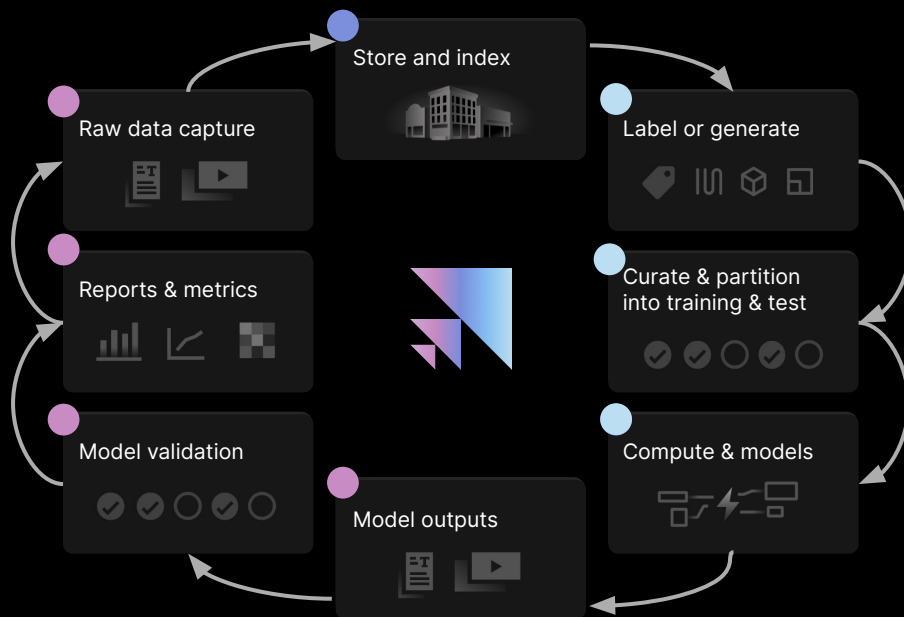 Store and index
Raw data capture
Label or generate
Reports & metrics
Curate & partition
into training & test
Model validation
Compute & models
Model outputs